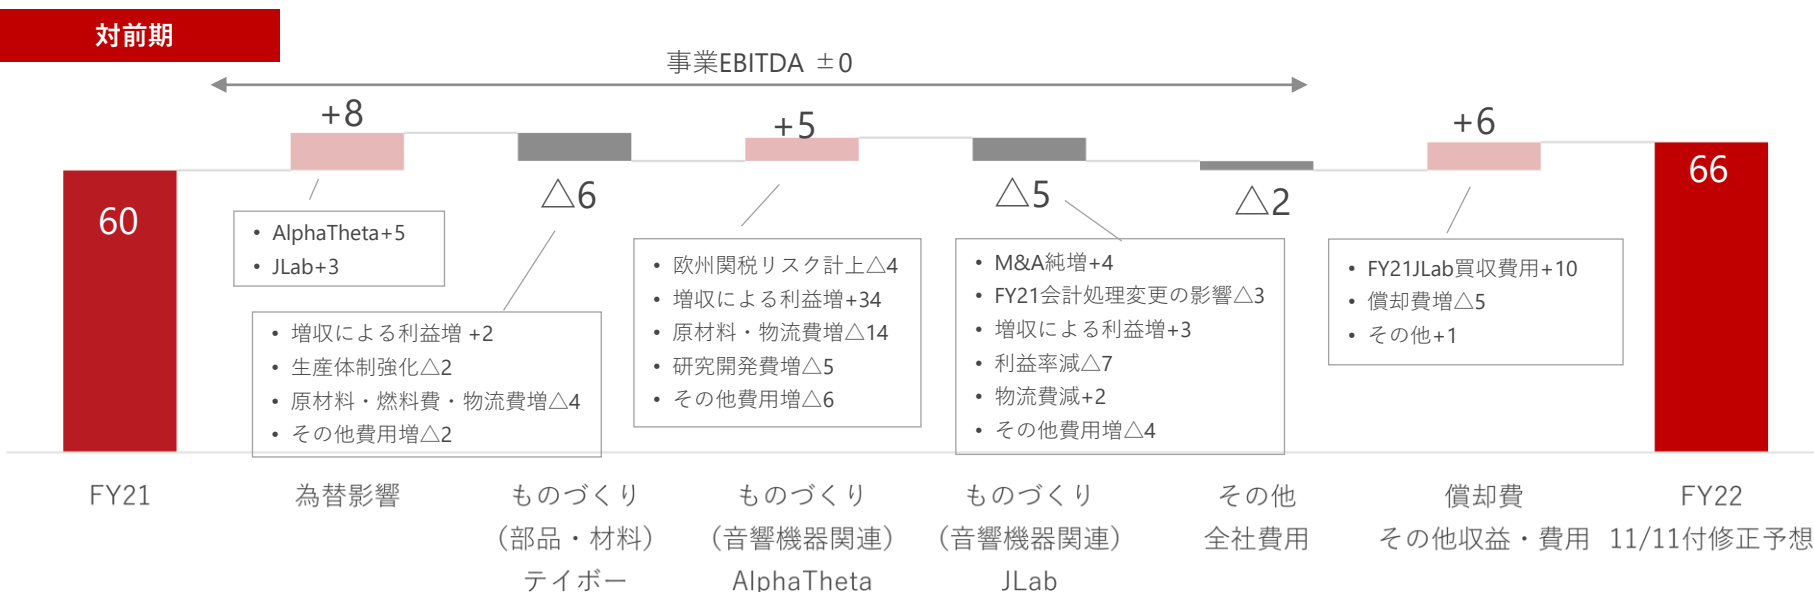 対前期
事業EBITDA ±0
60
+8
△6
+5
△5
△2
+6
66
• AlphaTheta+5
• JLab+3
• 増収による利益増 +2
• 生産体制強化△2
• 原材料・燃料費・物流費増△4
• その他費用増△2
• 欧州関税リスク計上△4
• 増収による利益増+34
• 原材料・物流費増△14
• 研究開発費増△5
• その他費用増△6
• M&A純増+4
• FY21会計処理変更の影響△3
• 増収による利益増+3
• 利益率減△7
• 物流費減+2
• その他費用増△4
• FY21JLab買収費用+10
• 償却費増△5
• その他+1
FY21
為替影響
ものづくり
（部品・材料）
テイボー
ものづくり
（音響機器関連）
AlphaTheta
ものづくり
（音響機器関連）
JLab
その他
全社費用
償却費
その他収益・費用
FY22
11/11付修正予想